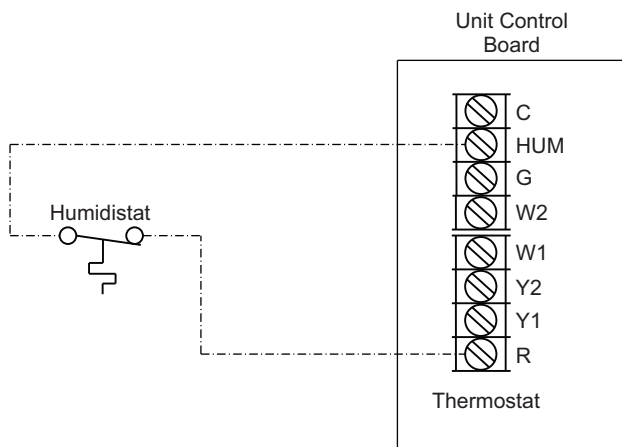 Unit Control
Board
C
HUM
G
W2
Humidistat
W1
Y2
Y1
R
Thermostat